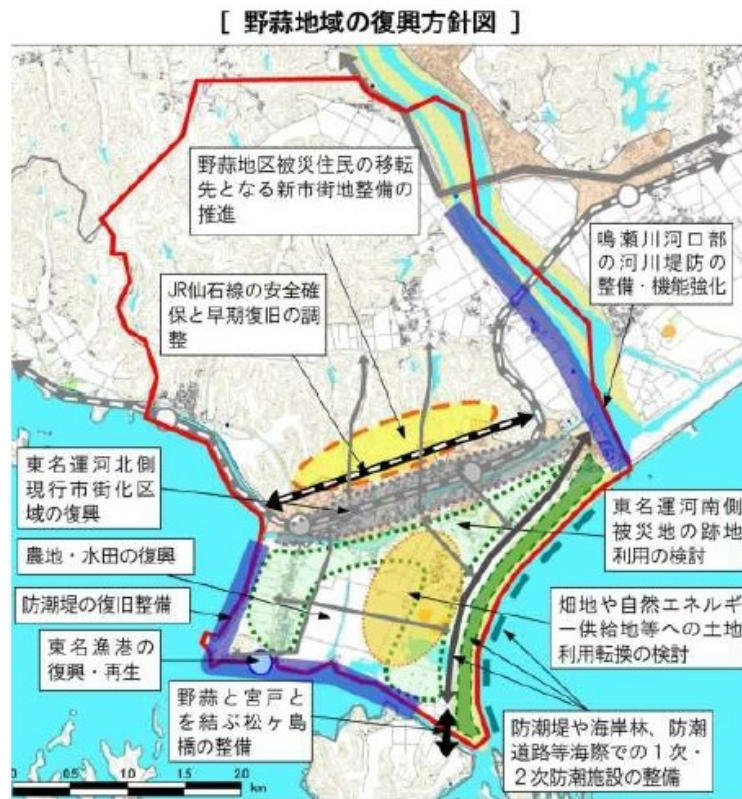 [ 野蒜地域の復興方針図 ]
野蒜地区被災住民の移転
先となる新市街地整備の
推進
鳴瀬川河口部
の河川堤防の
整備・機能強化
JR仙石線の安全確
保と早期復旧の調
整
東名運河北側
現行市街化区
域の復興
東名運河南側
被災地の跡地
利用の検討
農地・水田の復興
防潮堤の復旧整備
畑地や自然エネルギ
ー供給地等への土地
利用転換の検討
東名漁港の
復興・再生
野蒜と宮戸と
を結ぶ松ヶ島
橋の整備
防潮堤や海岸林、防潮
道路等海際での１次・
２次防潮施設の整備
0 0.5 1.0 1.5 2.0
km